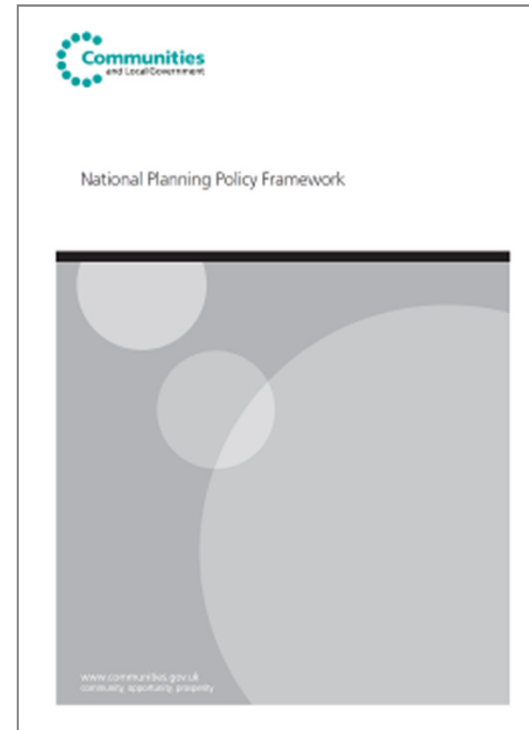 Communities
and Local Government
National Planning Policy Framework
www.communities.gov.uk
community, opportunity, prosperity